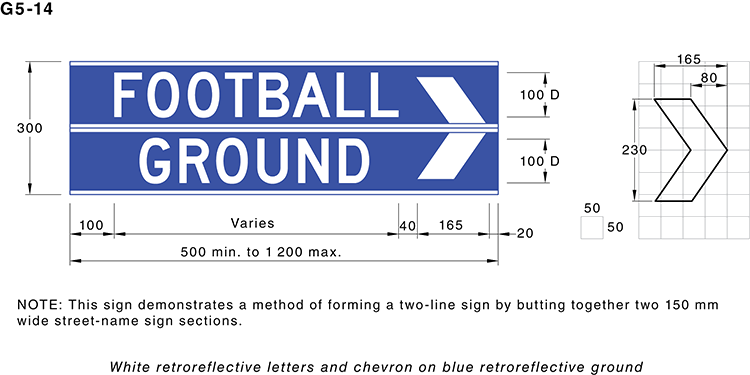 G5-14
FOOTBALL
GROUND
300
100 D
100 D
100
Varies
40
165
20
500 min. to 1 200 max.
165
80
230
50
50
NOTE: This sign demonstrates a method of forming a two-line sign by butting together two 150 mm
wide street-name sign sections.
White retroreflective letters and chevron on blue retroreflective ground